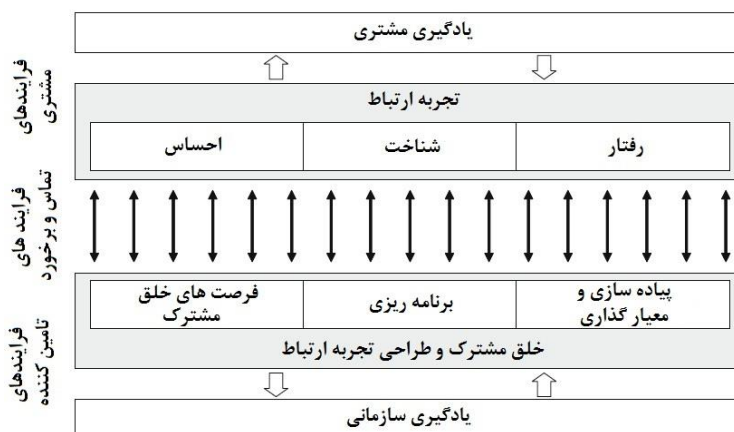 یادگیری مشتری
فرایندهای
مشتری
تجربه ارتباط
رفتار
شناخت
احساس
فرایند های
تماس و برخورد
پیاده سازی و
معیار گذاری
برنامه ریزی
فرصت های خلق
مشترک
خلق مشترک و طراحی تجربه ارتباط
فرایندهای
تامین کننده
یادگیری سازمانی